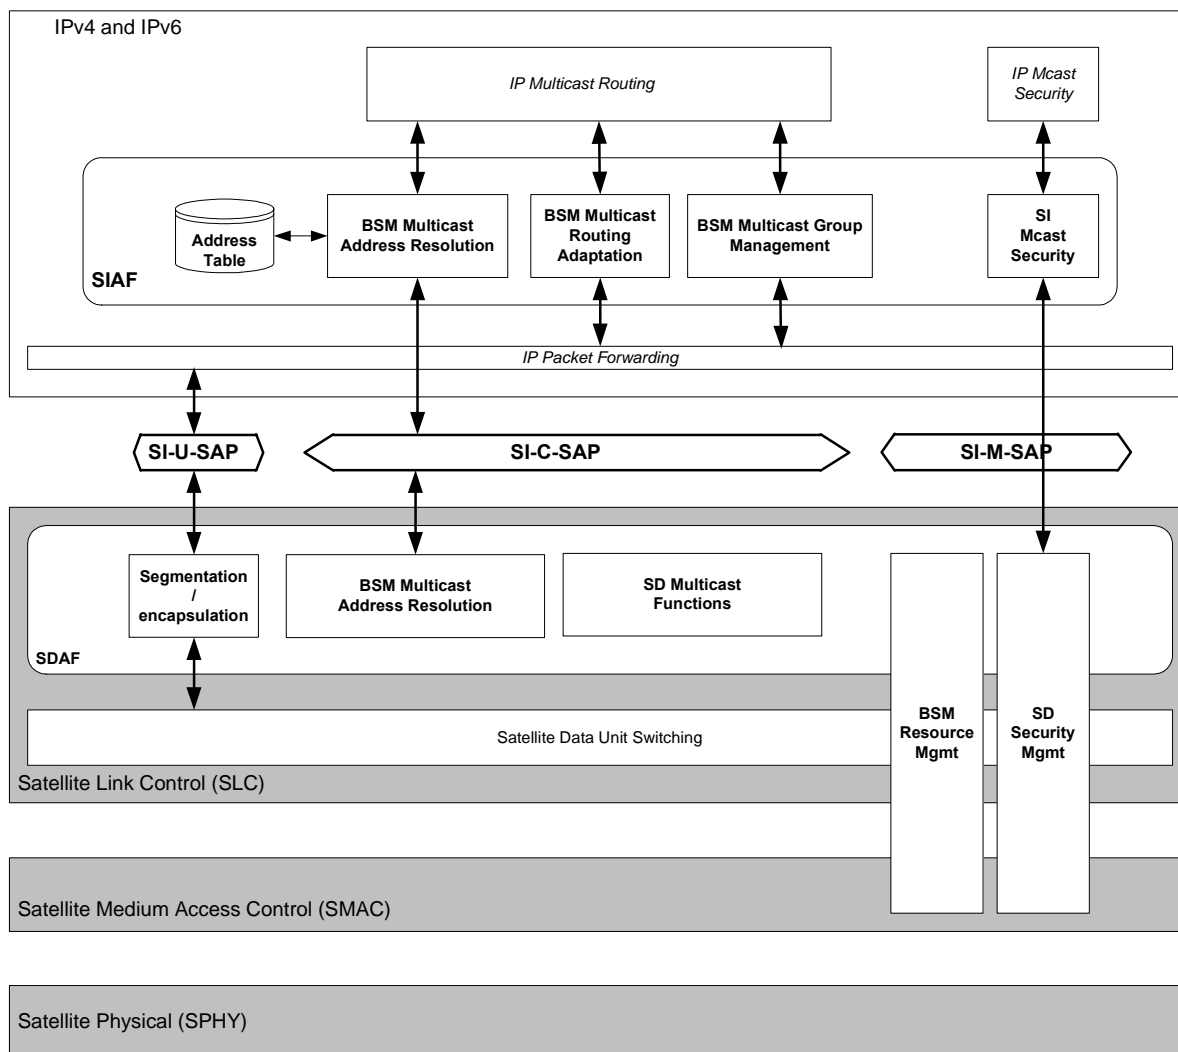 IPv4 and IPv6
IP Multicast Routing
IP Mcast
Security
Address
Table
BSM Multicast
Address Resolution
BSM Multicast
Routing
Adaptation
BSM Multicast Group
Management
SI
Mcast
Security
SIAF
IP Packet Forwarding
SI-U-SAP
SI-C-SAP
SI-M-SAP
Segmentation
/
encapsulation
BSM Multicast
Address Resolution
SD Multicast
Functions
SDAF
BSM
Resource
Mgmt
SD
Security
Mgmt
Satellite Data Unit Switching
Satellite Link Control (SLC)
Satellite Medium Access Control (SMAC)
Satellite Physical (SPHY)